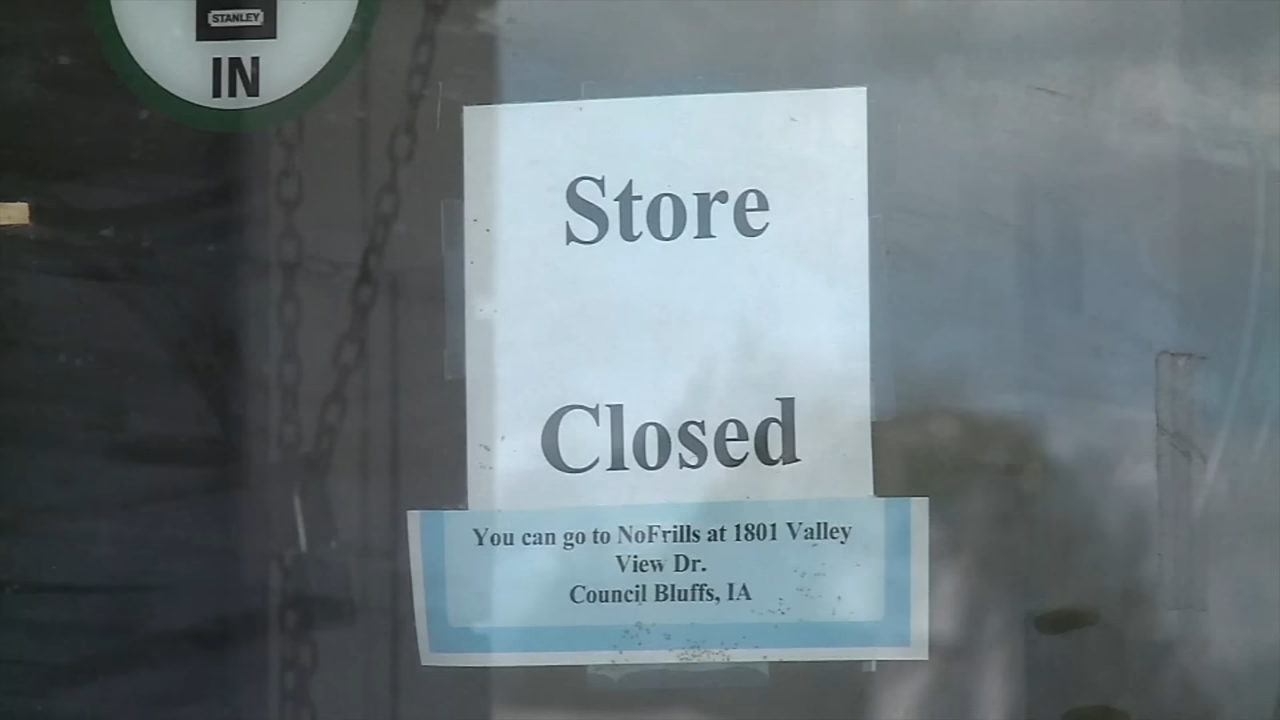 STANLEY
IN
Store
Closed
You can go to NoFrills at 1801 Valley
View Dr.
Council Bluffs, IA